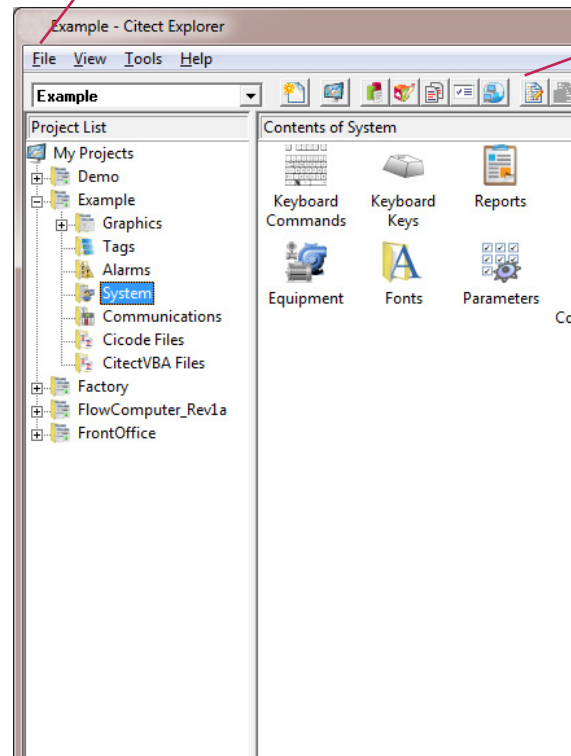 Example - Citect Explorer
File View Tools Help
Example
Project List
Contents of System
My Projects
Demo
Example
Graphics
Tags
Alarms
System
Communications
Cicode Files
CitectVBA Files
Factory
FlowComputer_Rev1a
FrontOffice
Keyboard Commands
Keyboard Keys
Reports
Equipment
Fonts
Parameters
Co